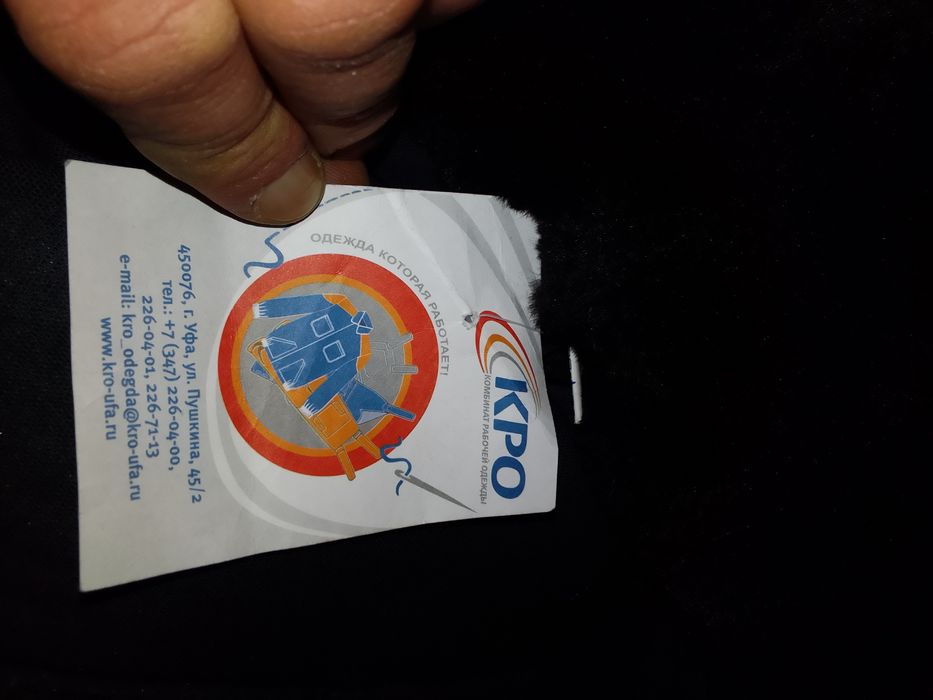 КРО
КОМБИНАТ РАБОЧЕЙ ОДЕЖДЫ
ОДЕЖДА КОТОРАЯ РАБОТАЕТ!
450076, г. Уфа, ул. Пушкина, 45/2
тел.: +7 (347) 226-04-00,
226-04-01, 226-71-13
e-mail: kro_odegda@kro-ufa.ru
www.kro-ufa.ru